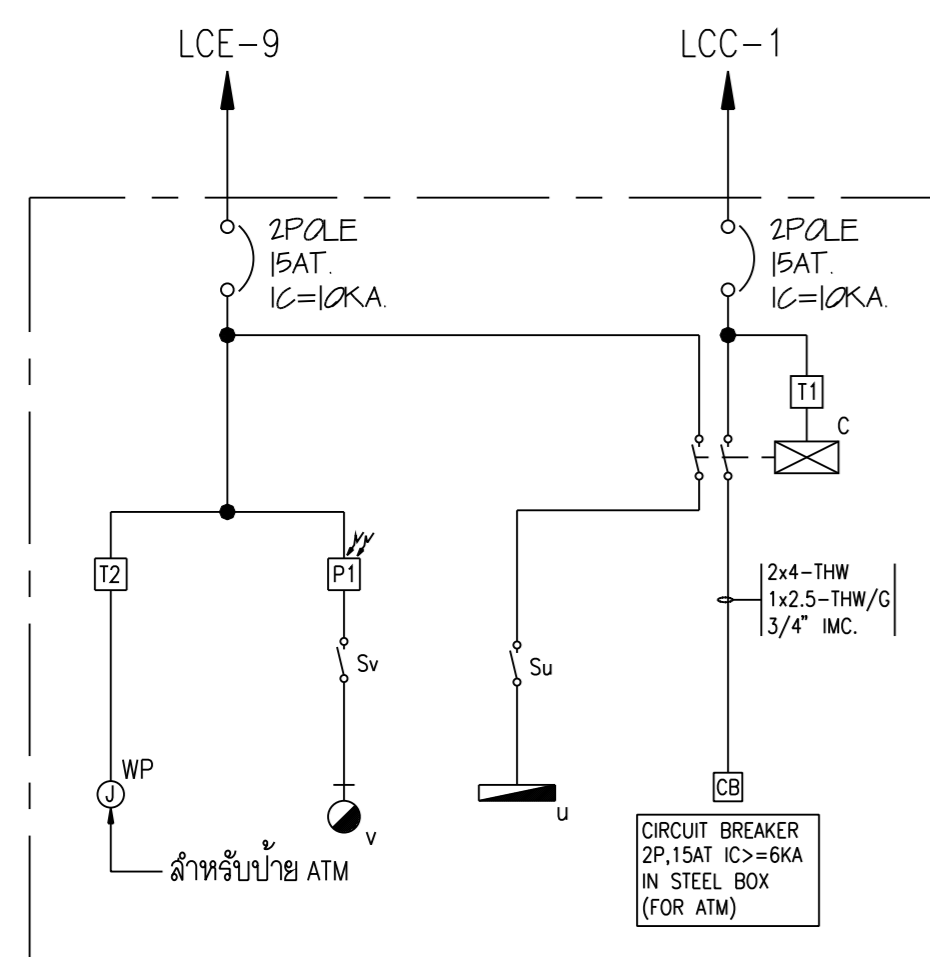 LCE-9
LCC-1
2POLE
15AT.
IC=10KA.
2POLE
15AT.
IC=10KA.
T1
C
T2
P1
2x4-THW
1x2.5-THW/G
3/4" IMC.
Sv
Su
WP
J
CB
v
u
สำหรับป้าย ATM
CIRCUIT BREAKER
2P,15AT IC>=6KA
IN STEEL BOX
(FOR ATM)